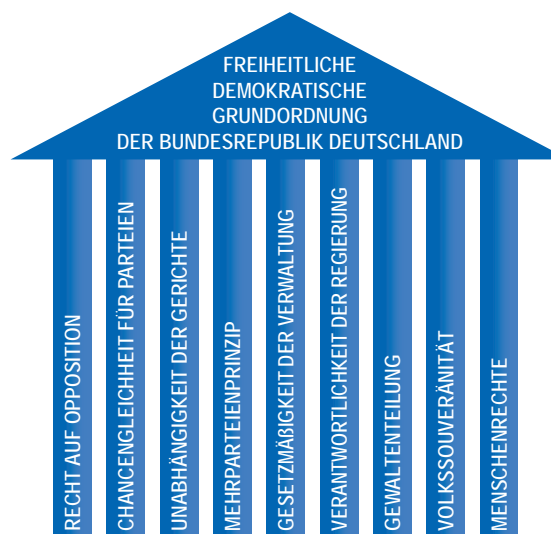 FREIHEITLICHE
DEMOKRATISCHE
GRUNDORDNUNG
DER BUNDESREPUBLIK DEUTSCHLAND
RECHT AUF OPPOSITION
CHANCENGLEICHHEIT FÜR PARTEIEN
UNABHÄNGIGKEIT DER GERICHTE
MEHRPARTEIENPRINZIP
GESETZMÄßIGKEIT DER VERWALTUNG
VERANTWORTLICHKEIT DER REGIERUNG
GEWALTENTEILUNG
VOLKSSOUVERÄNITÄT
MENSCHENRECHTE